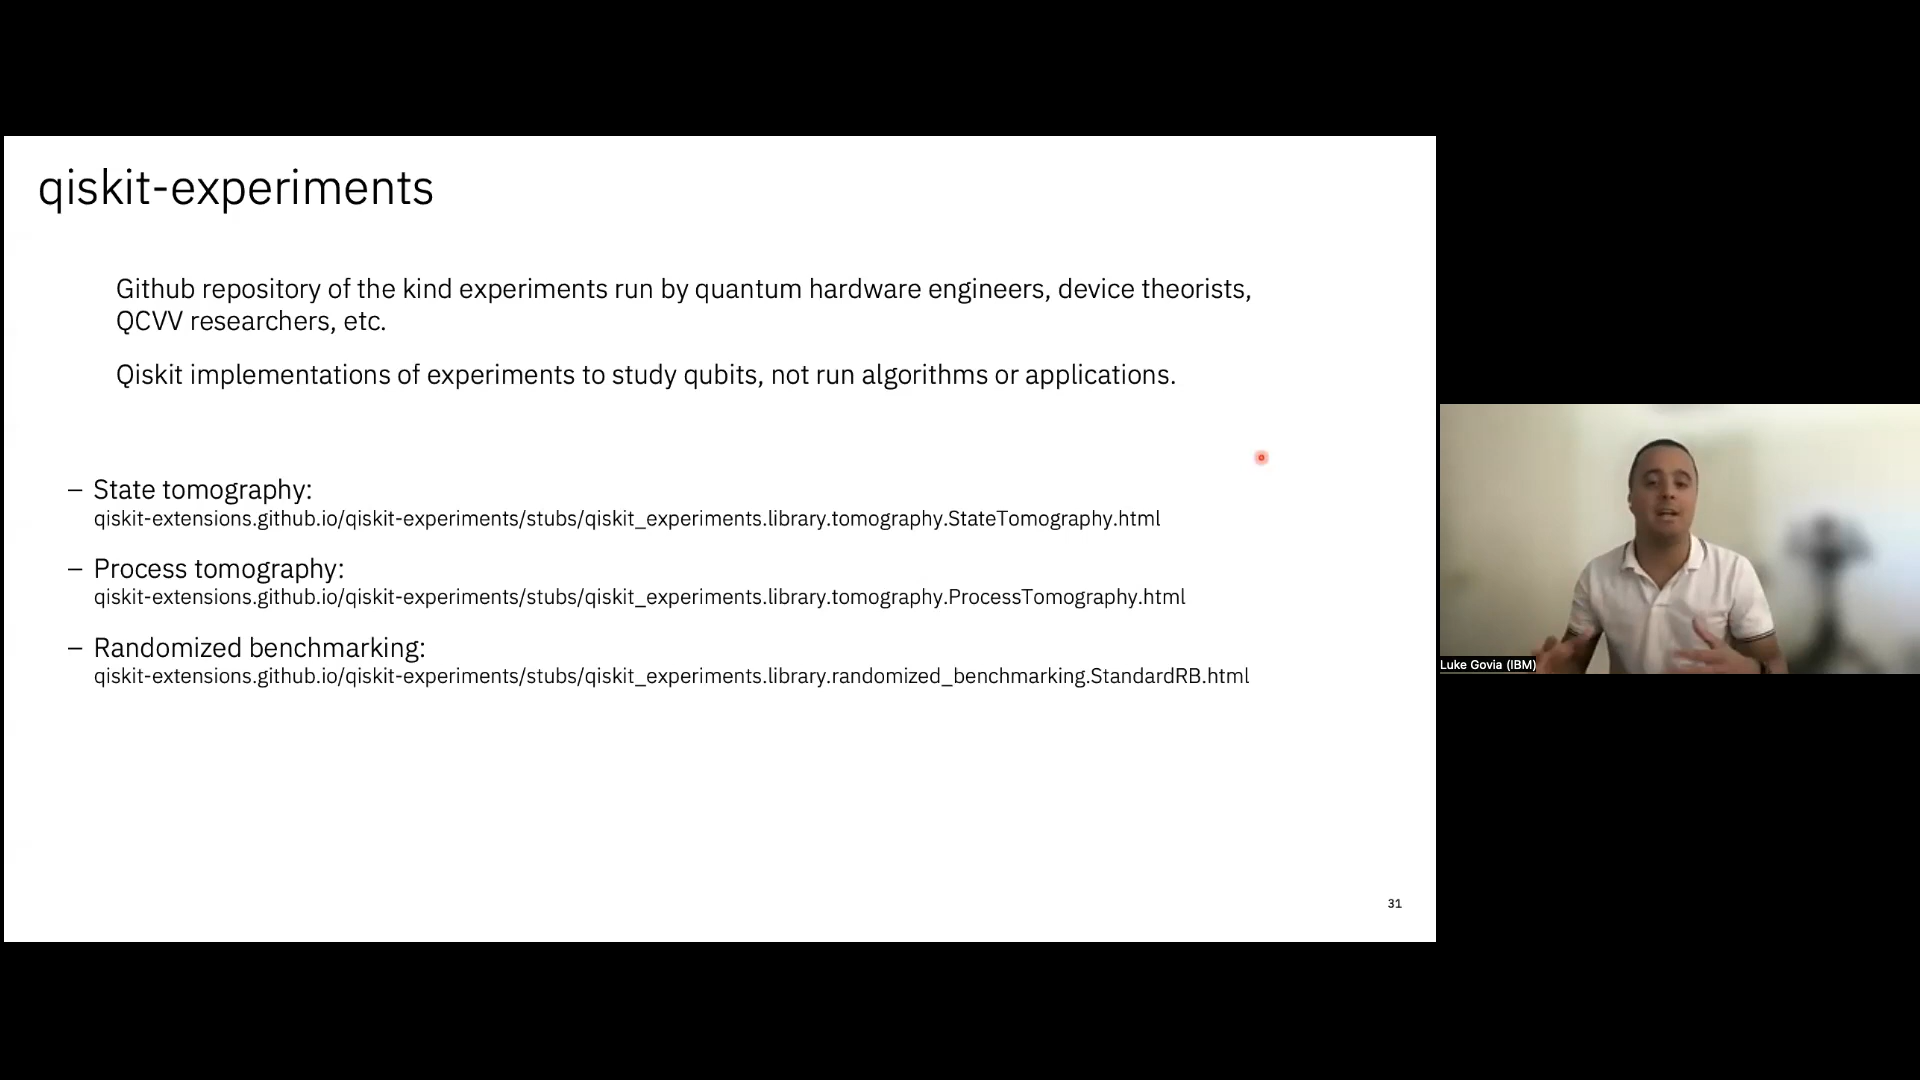 qiskit-experiments
Github repository of the kind experiments run by quantum hardware engineers, device theorists,
QCVV researchers, etc.
Qiskit implementations of experiments to study qubits, not run algorithms or applications.
– State tomography:
qiskit-extensions.github.io/qiskit-experiments/stubs/qiskit_experiments.library.tomography.StateTomography.html
– Process tomography:
qiskit-extensions.github.io/qiskit-experiments/stubs/qiskit_experiments.library.tomography.ProcessTomography.html
– Randomized benchmarking:
qiskit-extensions.github.io/qiskit-experiments/stubs/qiskit_experiments.library.randomized_benchmarking.StandardRB.html
31
Luke Govia (IBM)